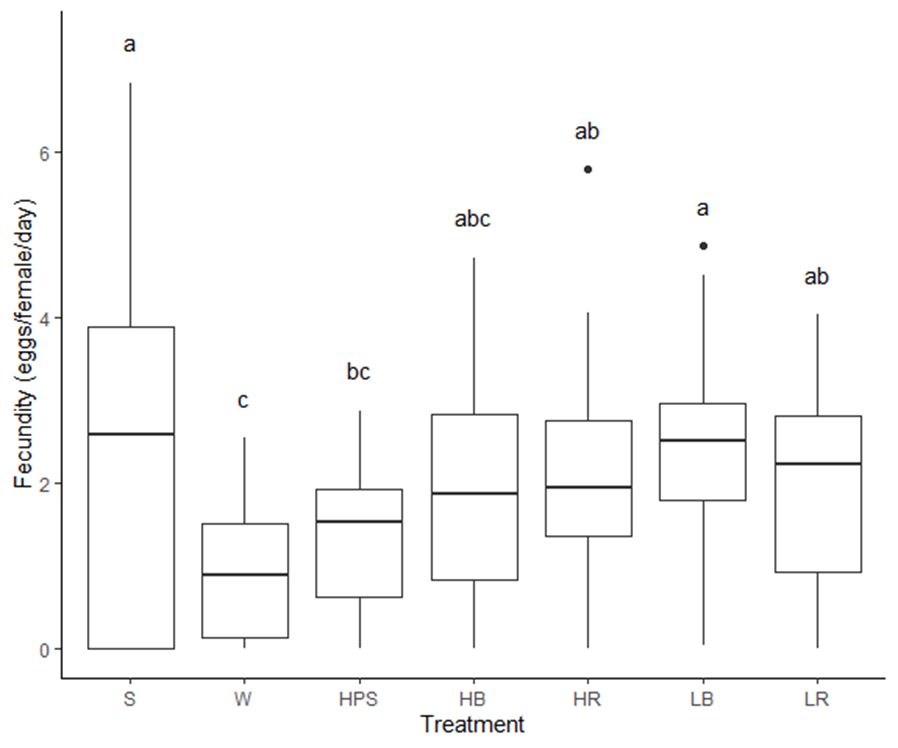 a
ab
6
a
abc
ab
4
bc
c
2
0
Fecundity (eggs/female/day)
S W HPS HB HR LB LR
Treatment